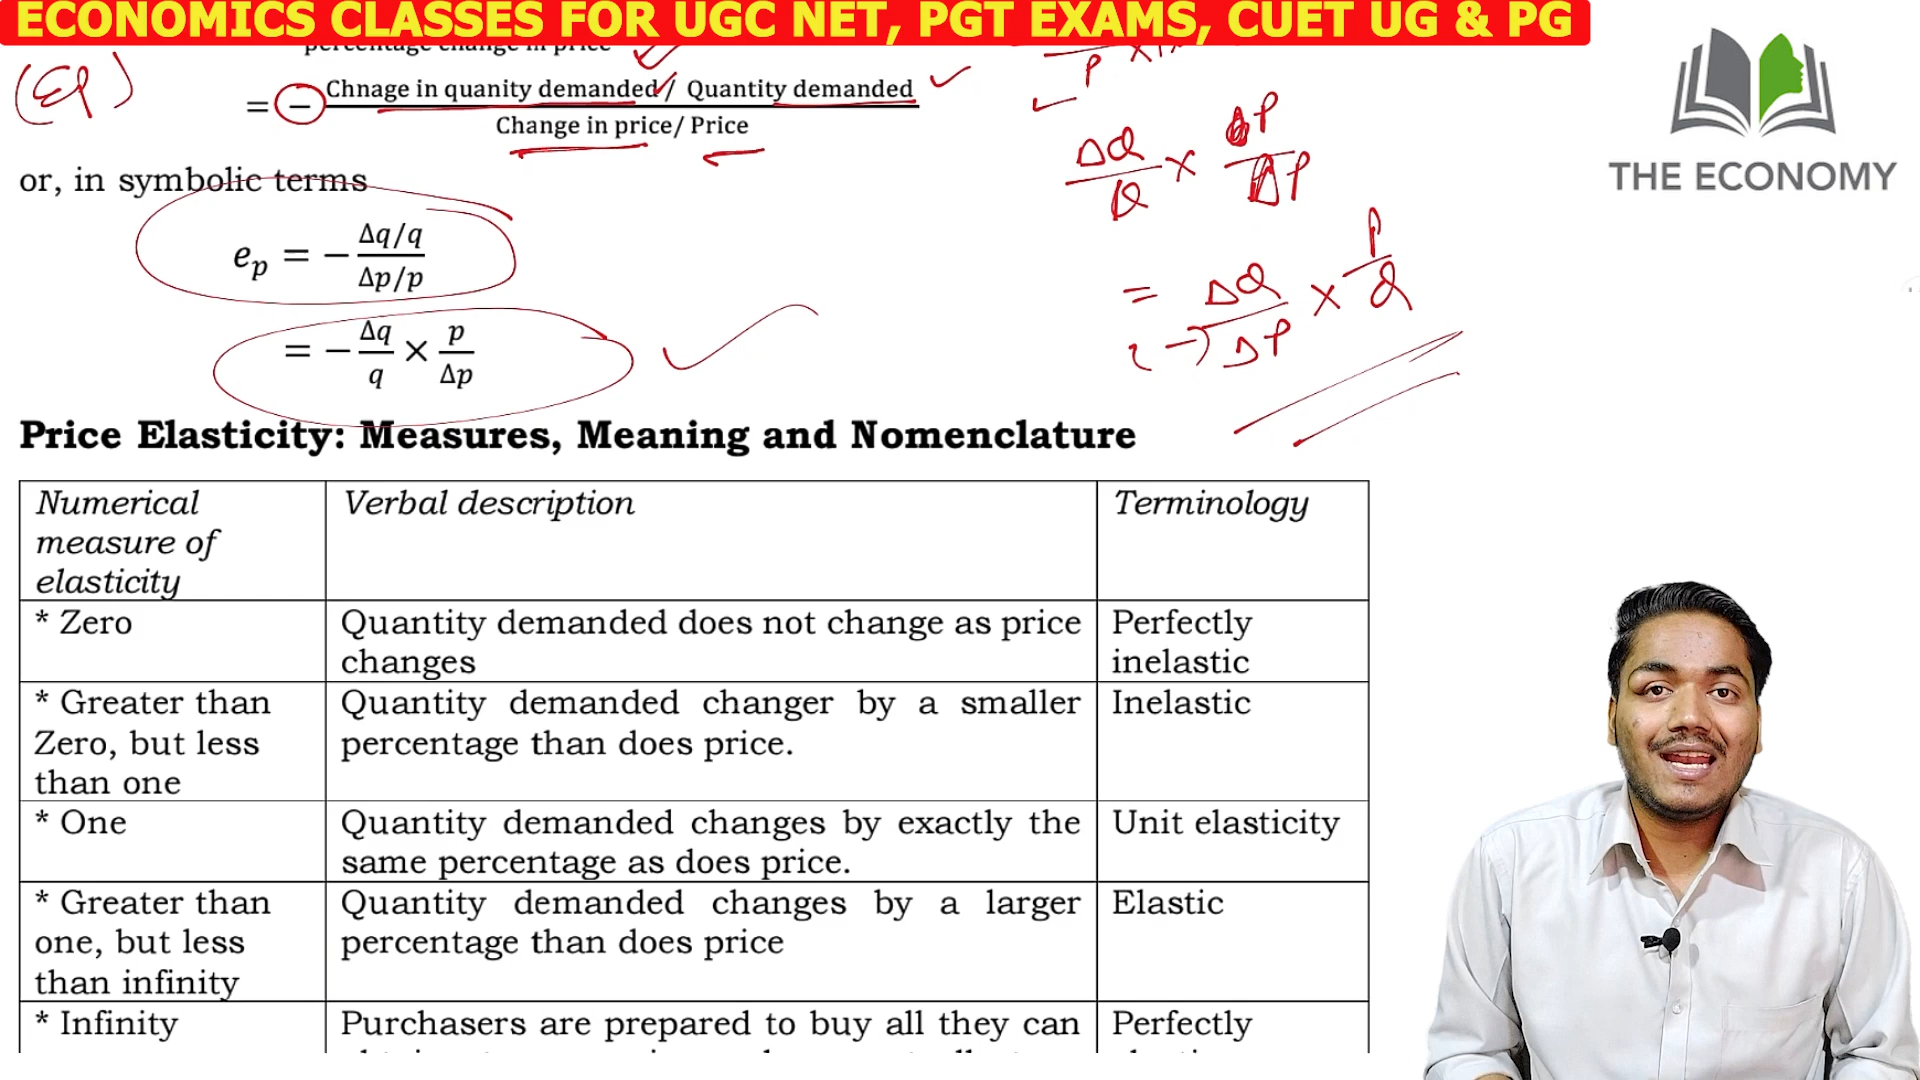 ECONOMICS CLASSES FOR UGC NET, PGT EXAMS, CUET UG & PG
percentage change in price
(Ep)
= − Chnage in quanity demanded / Quantity demanded
Change in price/ Price
or, in symbolic terms
eₚ = − Δq/q
Δp/p
= − Δq/q × p/Δp
ΔQ/Q × P/ΔP
= ΔQ/ΔP × P/Q
(−)
THE ECONOMY
Price Elasticity: Measures, Meaning and Nomenclature
Numerical
measure of
elasticity
Verbal description
Terminology
* Zero
Quantity demanded does not change as price
changes
Perfectly
inelastic
* Greater than
Zero, but less
than one
Quantity demanded changer by a smaller
percentage than does price.
Inelastic
* One
Quantity demanded changes by exactly the
same percentage as does price.
Unit elasticity
* Greater than
one, but less
than infinity
Quantity demanded changes by a larger
percentage than does price
Elastic
* Infinity
Purchasers are prepared to buy all they can
Perfectly